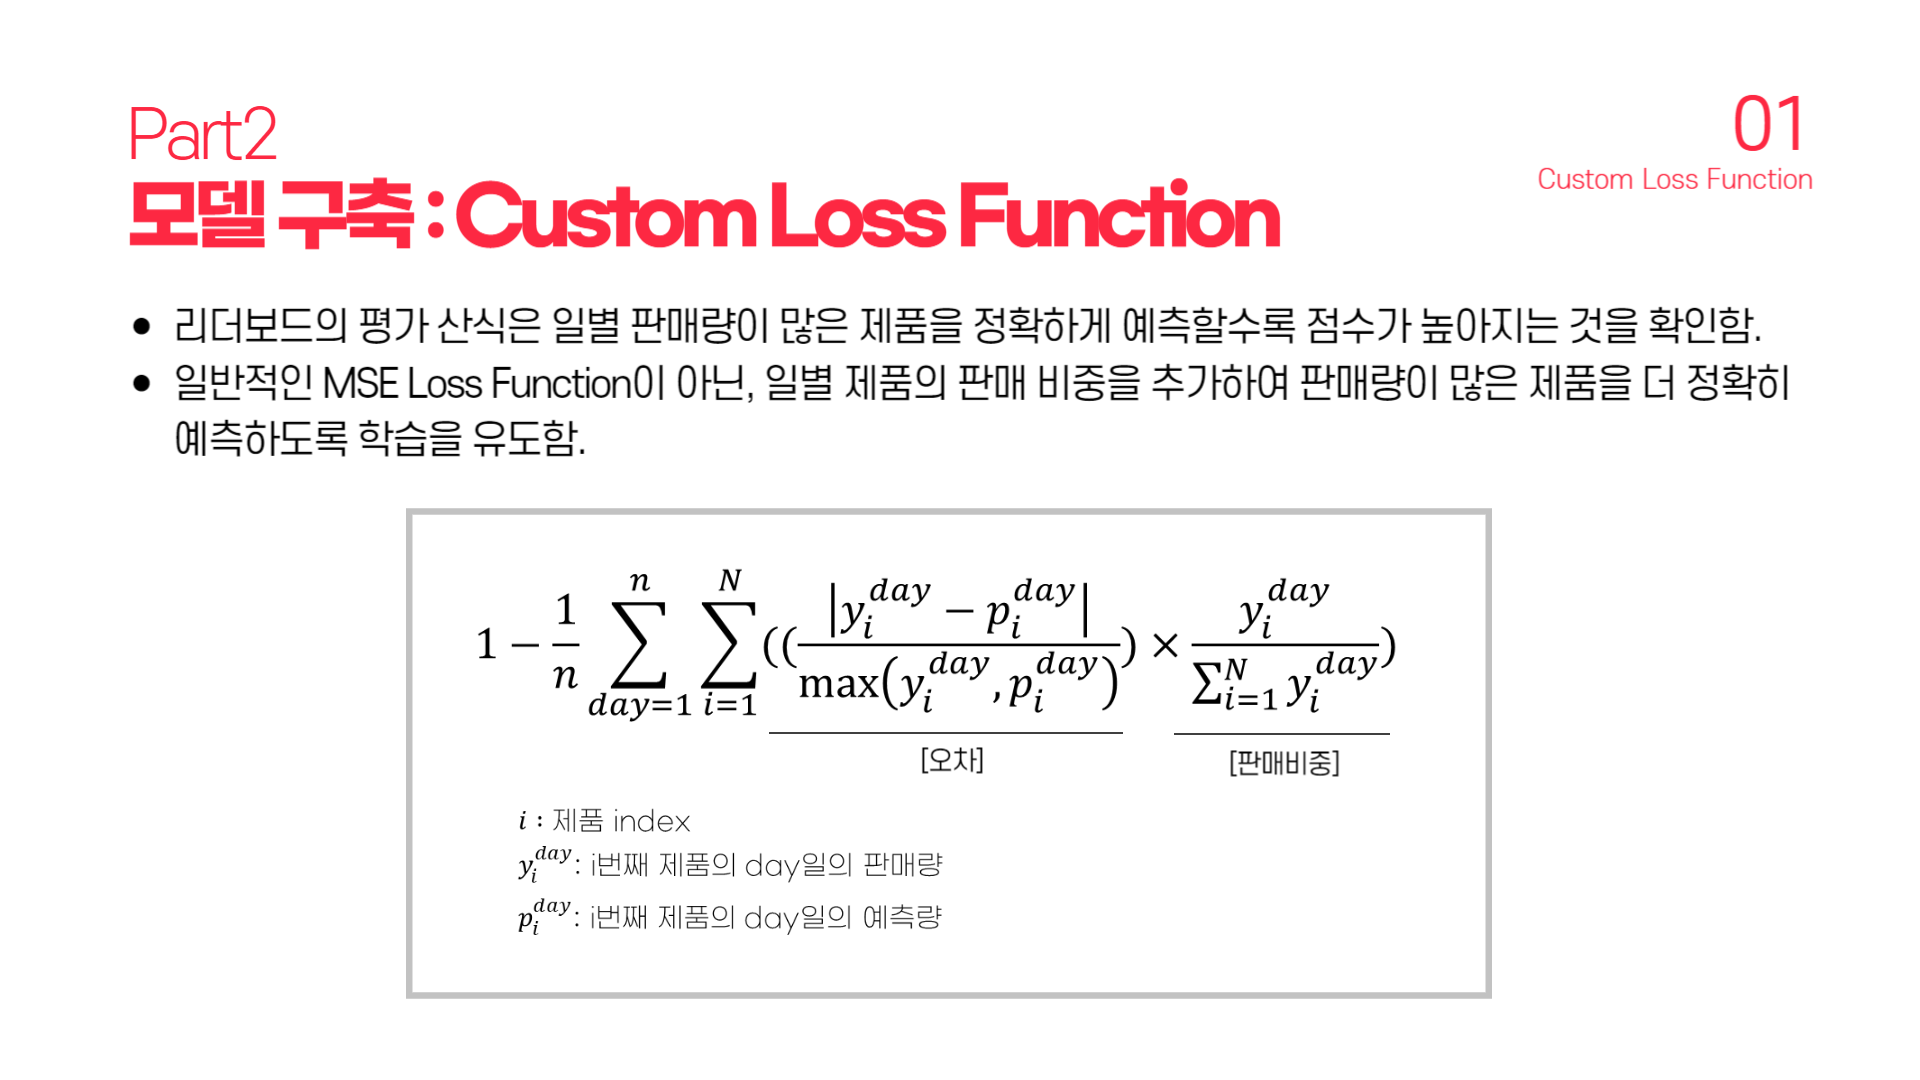 Part2
01
Custom Loss Function
모델 구축 : Custom Loss Function
● 리더보드의 평가 산식은 일별 판매량이 많은 제품을 정확하게 예측할수록 점수가 높아지는 것을 확인함.
● 일반적인 MSE Loss Function이 아닌, 일별 제품의 판매 비중을 추가하여 판매량이 많은 제품을 더 정확히
예측하도록 학습을 유도함.
$1 - \frac{1}{n} \sum_{day=1}^{n} \sum_{i=1}^{N} ((\frac{|y_i^{day} - p_i^{day}|}{\max(y_i^{day}, p_i^{day})}) \times \frac{y_i^{day}}{\sum_{i=1}^{N} y_i^{day}})$
[오차] [판매비중]
i : 제품 index
$y_i^{day}$: i번째 제품의 day일의 판매량
$p_i^{day}$: i번째 제품의 day일의 예측량